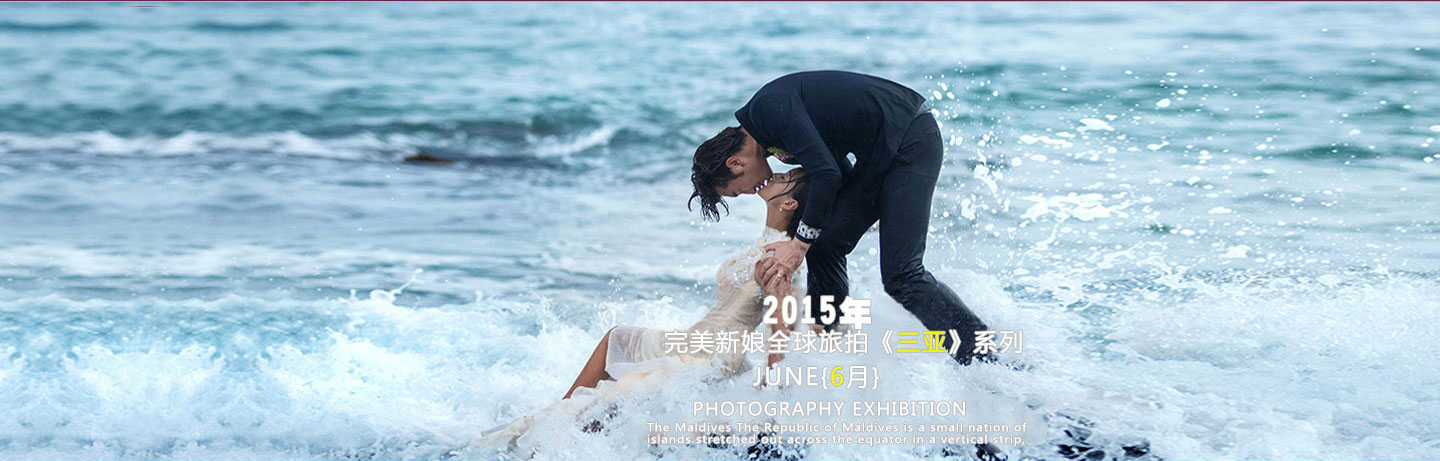 2015年
完美新娘全球旅拍《三亚》系列
JUNE{6月}
PHOTOGRAPHY EXHIBITION
The Maldives The Republic of Maldives is a small nation of
islands stretched out across the equator in a vertical strip,.